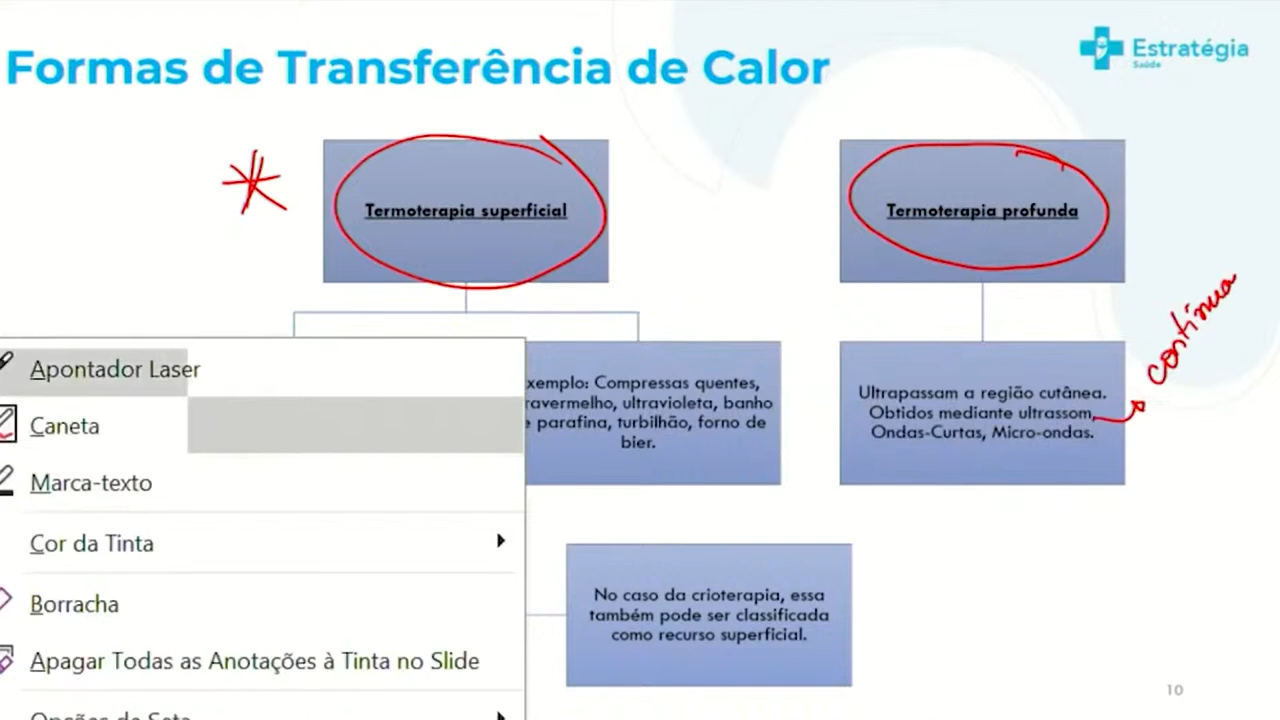 Formas de Transferência de Calor
Estratégia
Saúde
Termoterapia superficial
Termoterapia profunda
contínua
Apontador Laser
Caneta
Marca-texto
Cor da Tinta
Borracha
Apagar Todas as Anotações à Tinta no Slide
xemplo: Compressas quentes,
ravermelho, ultravioleta, banho
parafina, turbilhão, forno de
bier.
Ultrapassam a região cutânea.
Obtidos mediante ultrassom,
Ondas-Curtas, Micro-ondas.
No caso da crioterapia, essa
também pode ser classificada
como recurso superficial.
10